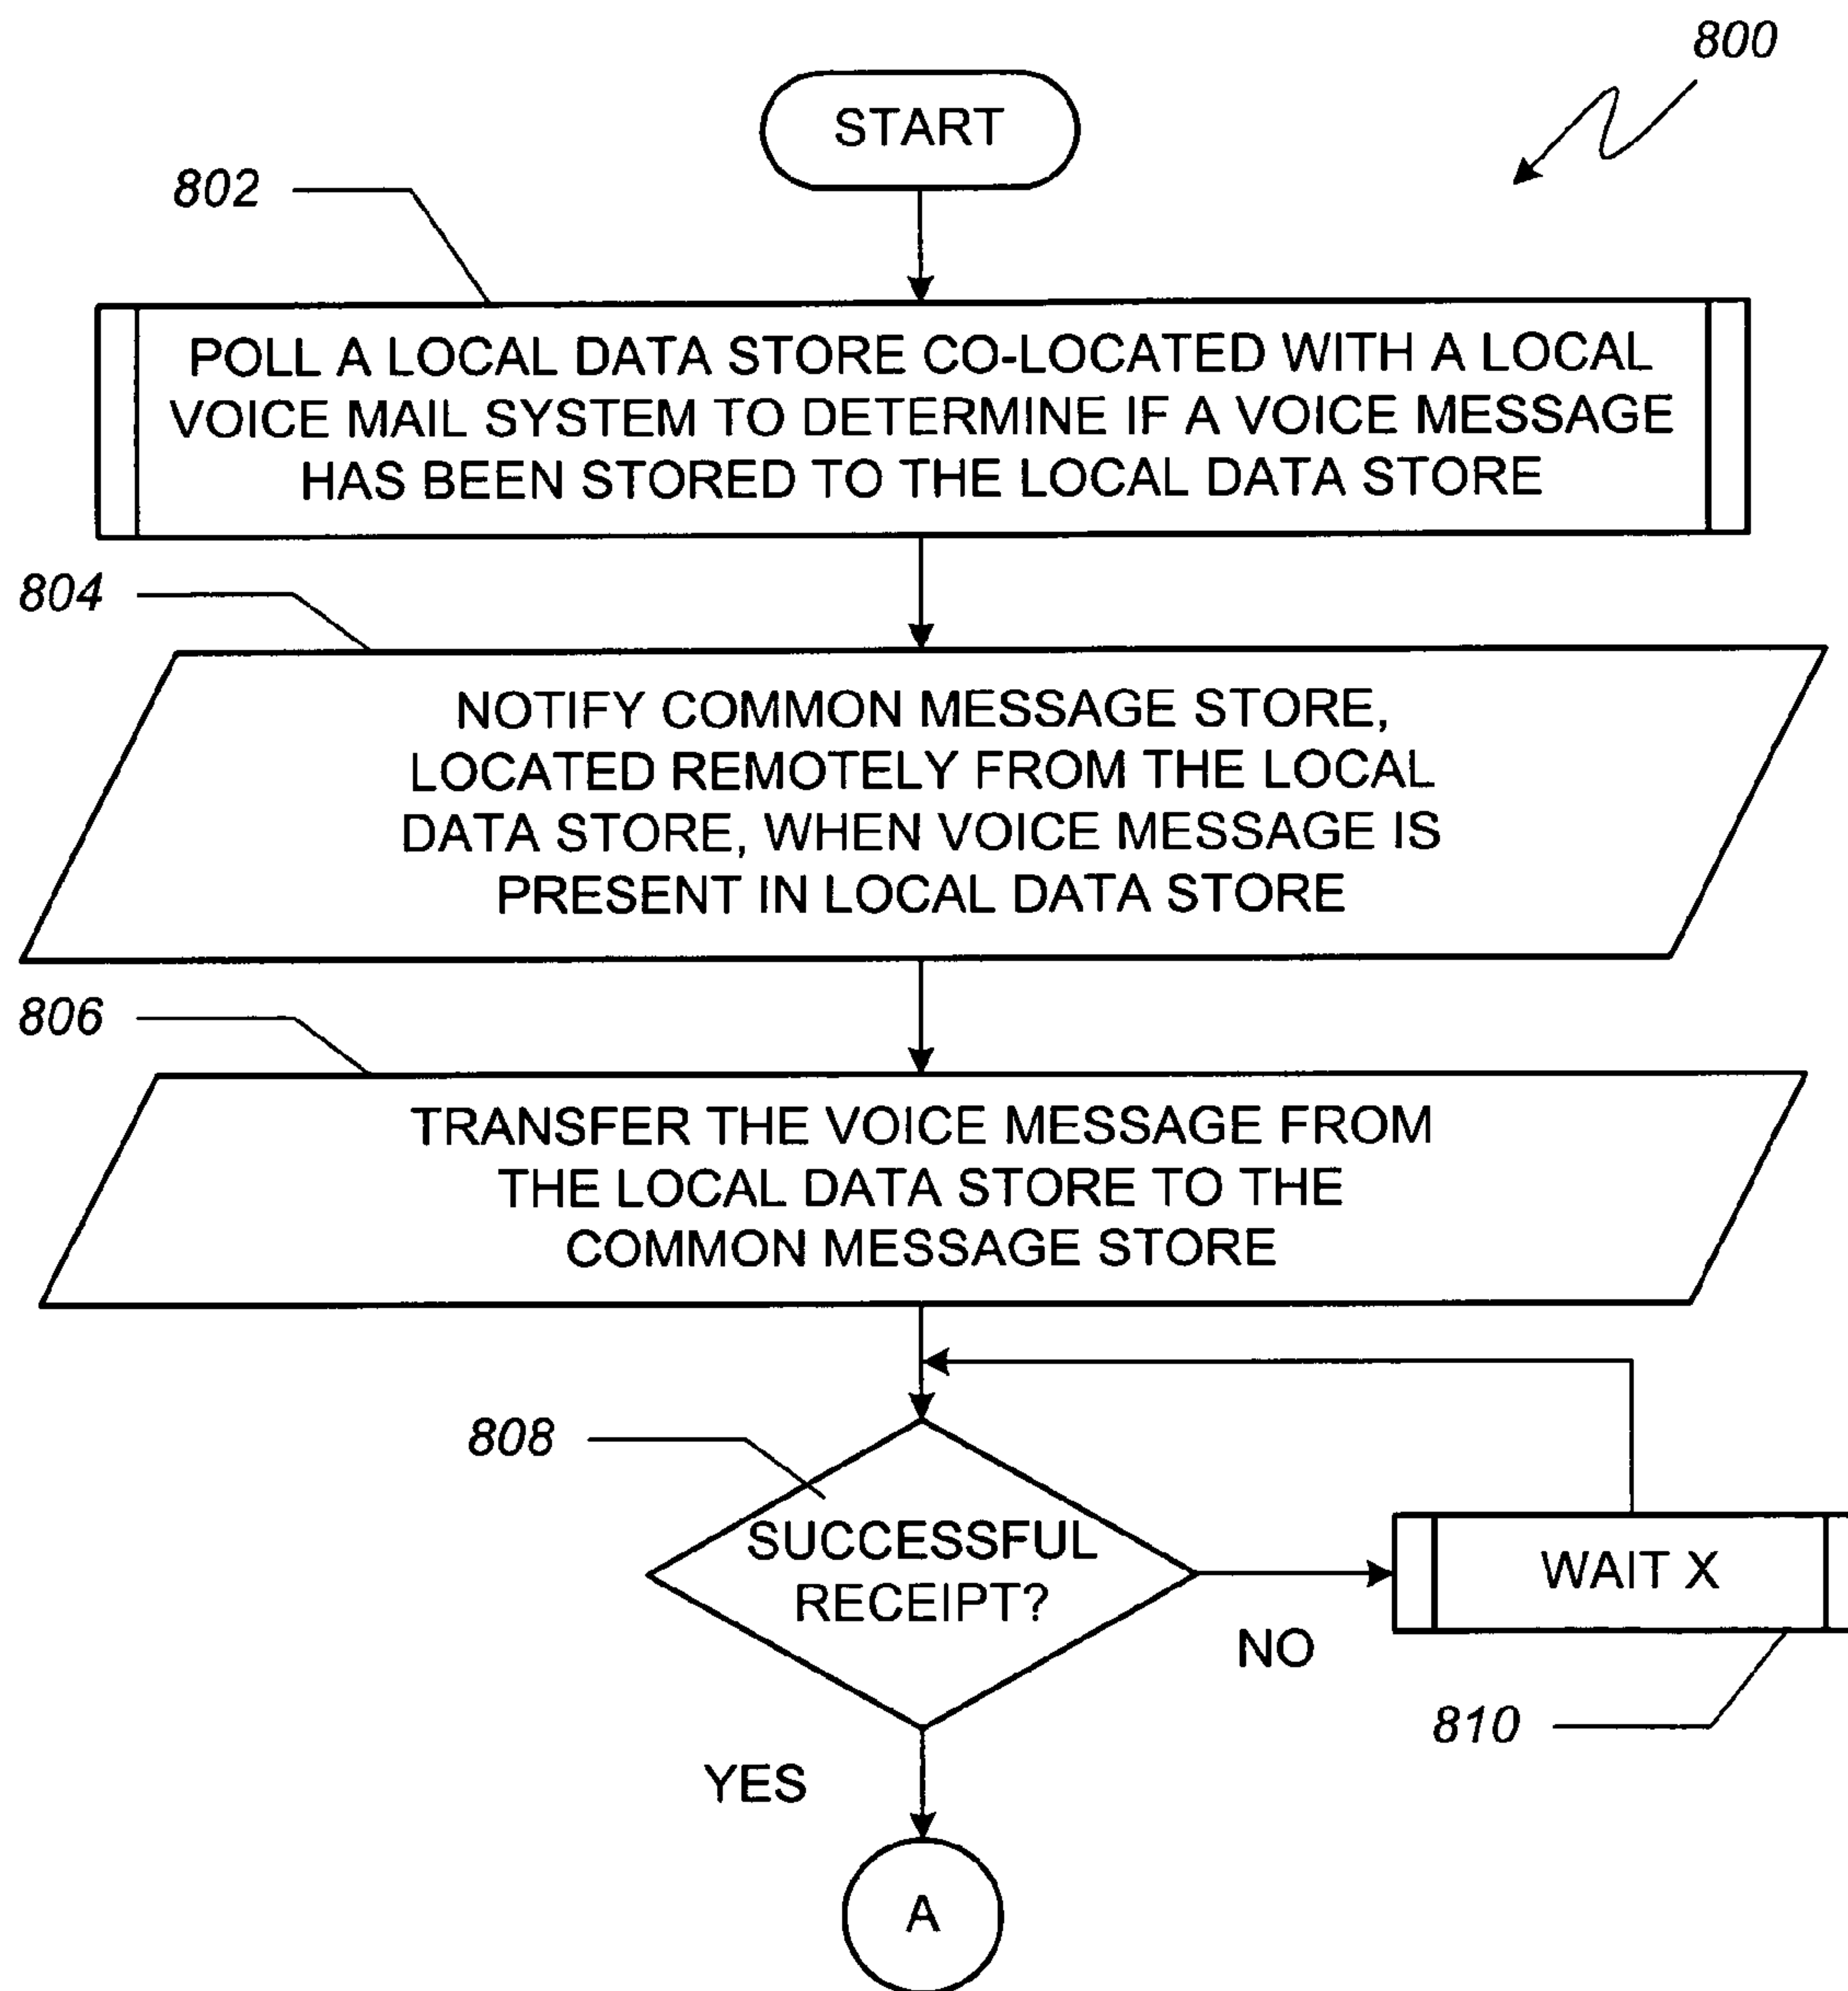 800
START
802
POLL A LOCAL DATA STORE CO-LOCATED WITH A LOCAL
VOICE MAIL SYSTEM TO DETERMINE IF A VOICE MESSAGE
HAS BEEN STORED TO THE LOCAL DATA STORE
804
NOTIFY COMMON MESSAGE STORE,
LOCATED REMOTELY FROM THE LOCAL
DATA STORE, WHEN VOICE MESSAGE IS
PRESENT IN LOCAL DATA STORE
806
TRANSFER THE VOICE MESSAGE FROM
THE LOCAL DATA STORE TO THE
COMMON MESSAGE STORE
808
SUCCESSFUL
RECEIPT?
WAIT X
NO
810
YES
A